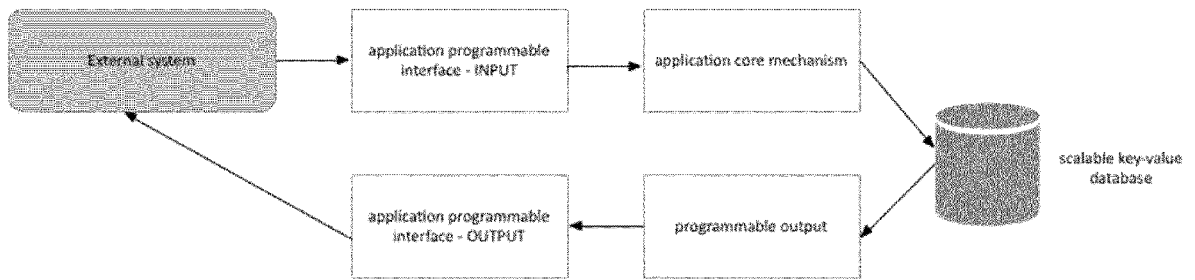 External system
application programmable
interface - INPUT
application core mechanism
scalable key-value
database
application programmable
interface - OUTPUT
programmable output